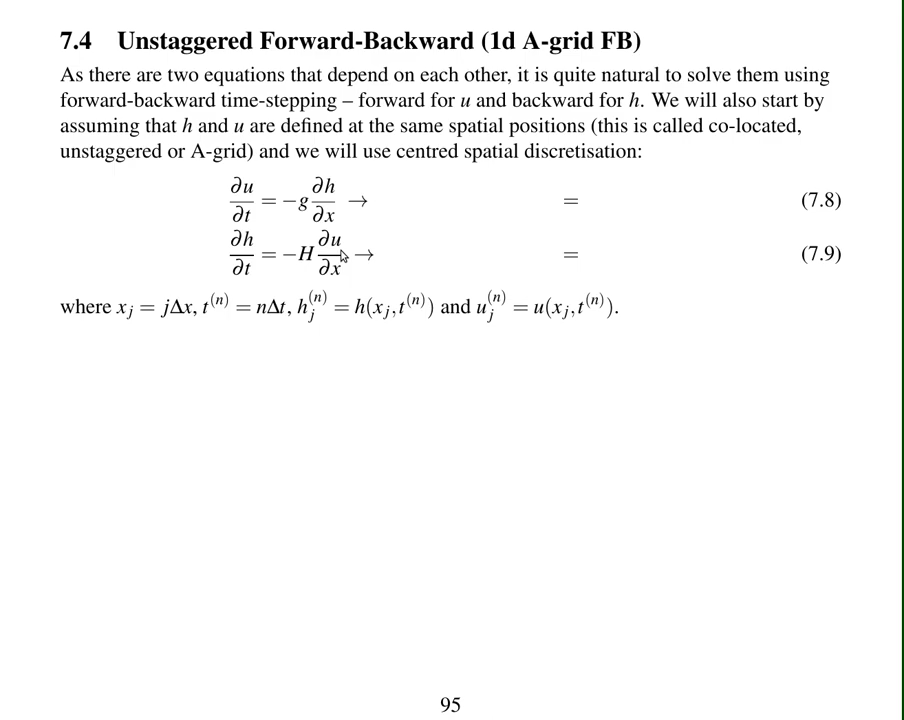 7.4 Unstaggered Forward-Backward (1d A-grid FB)
As there are two equations that depend on each other, it is quite natural to solve them using
forward-backward time-stepping – forward for u and backward for h. We will also start by
assuming that h and u are defined at the same spatial positions (this is called co-located,
unstaggered or A-grid) and we will use centred spatial discretisation:
∂u/∂t = −g ∂h/∂x → = (7.8)
∂h/∂t = −H ∂u/∂x → = (7.9)
where x_j = jΔx, t^(n) = nΔt, h_j^(n) = h(x_j, t^(n)) and u_j^(n) = u(x_j, t^(n)).
95